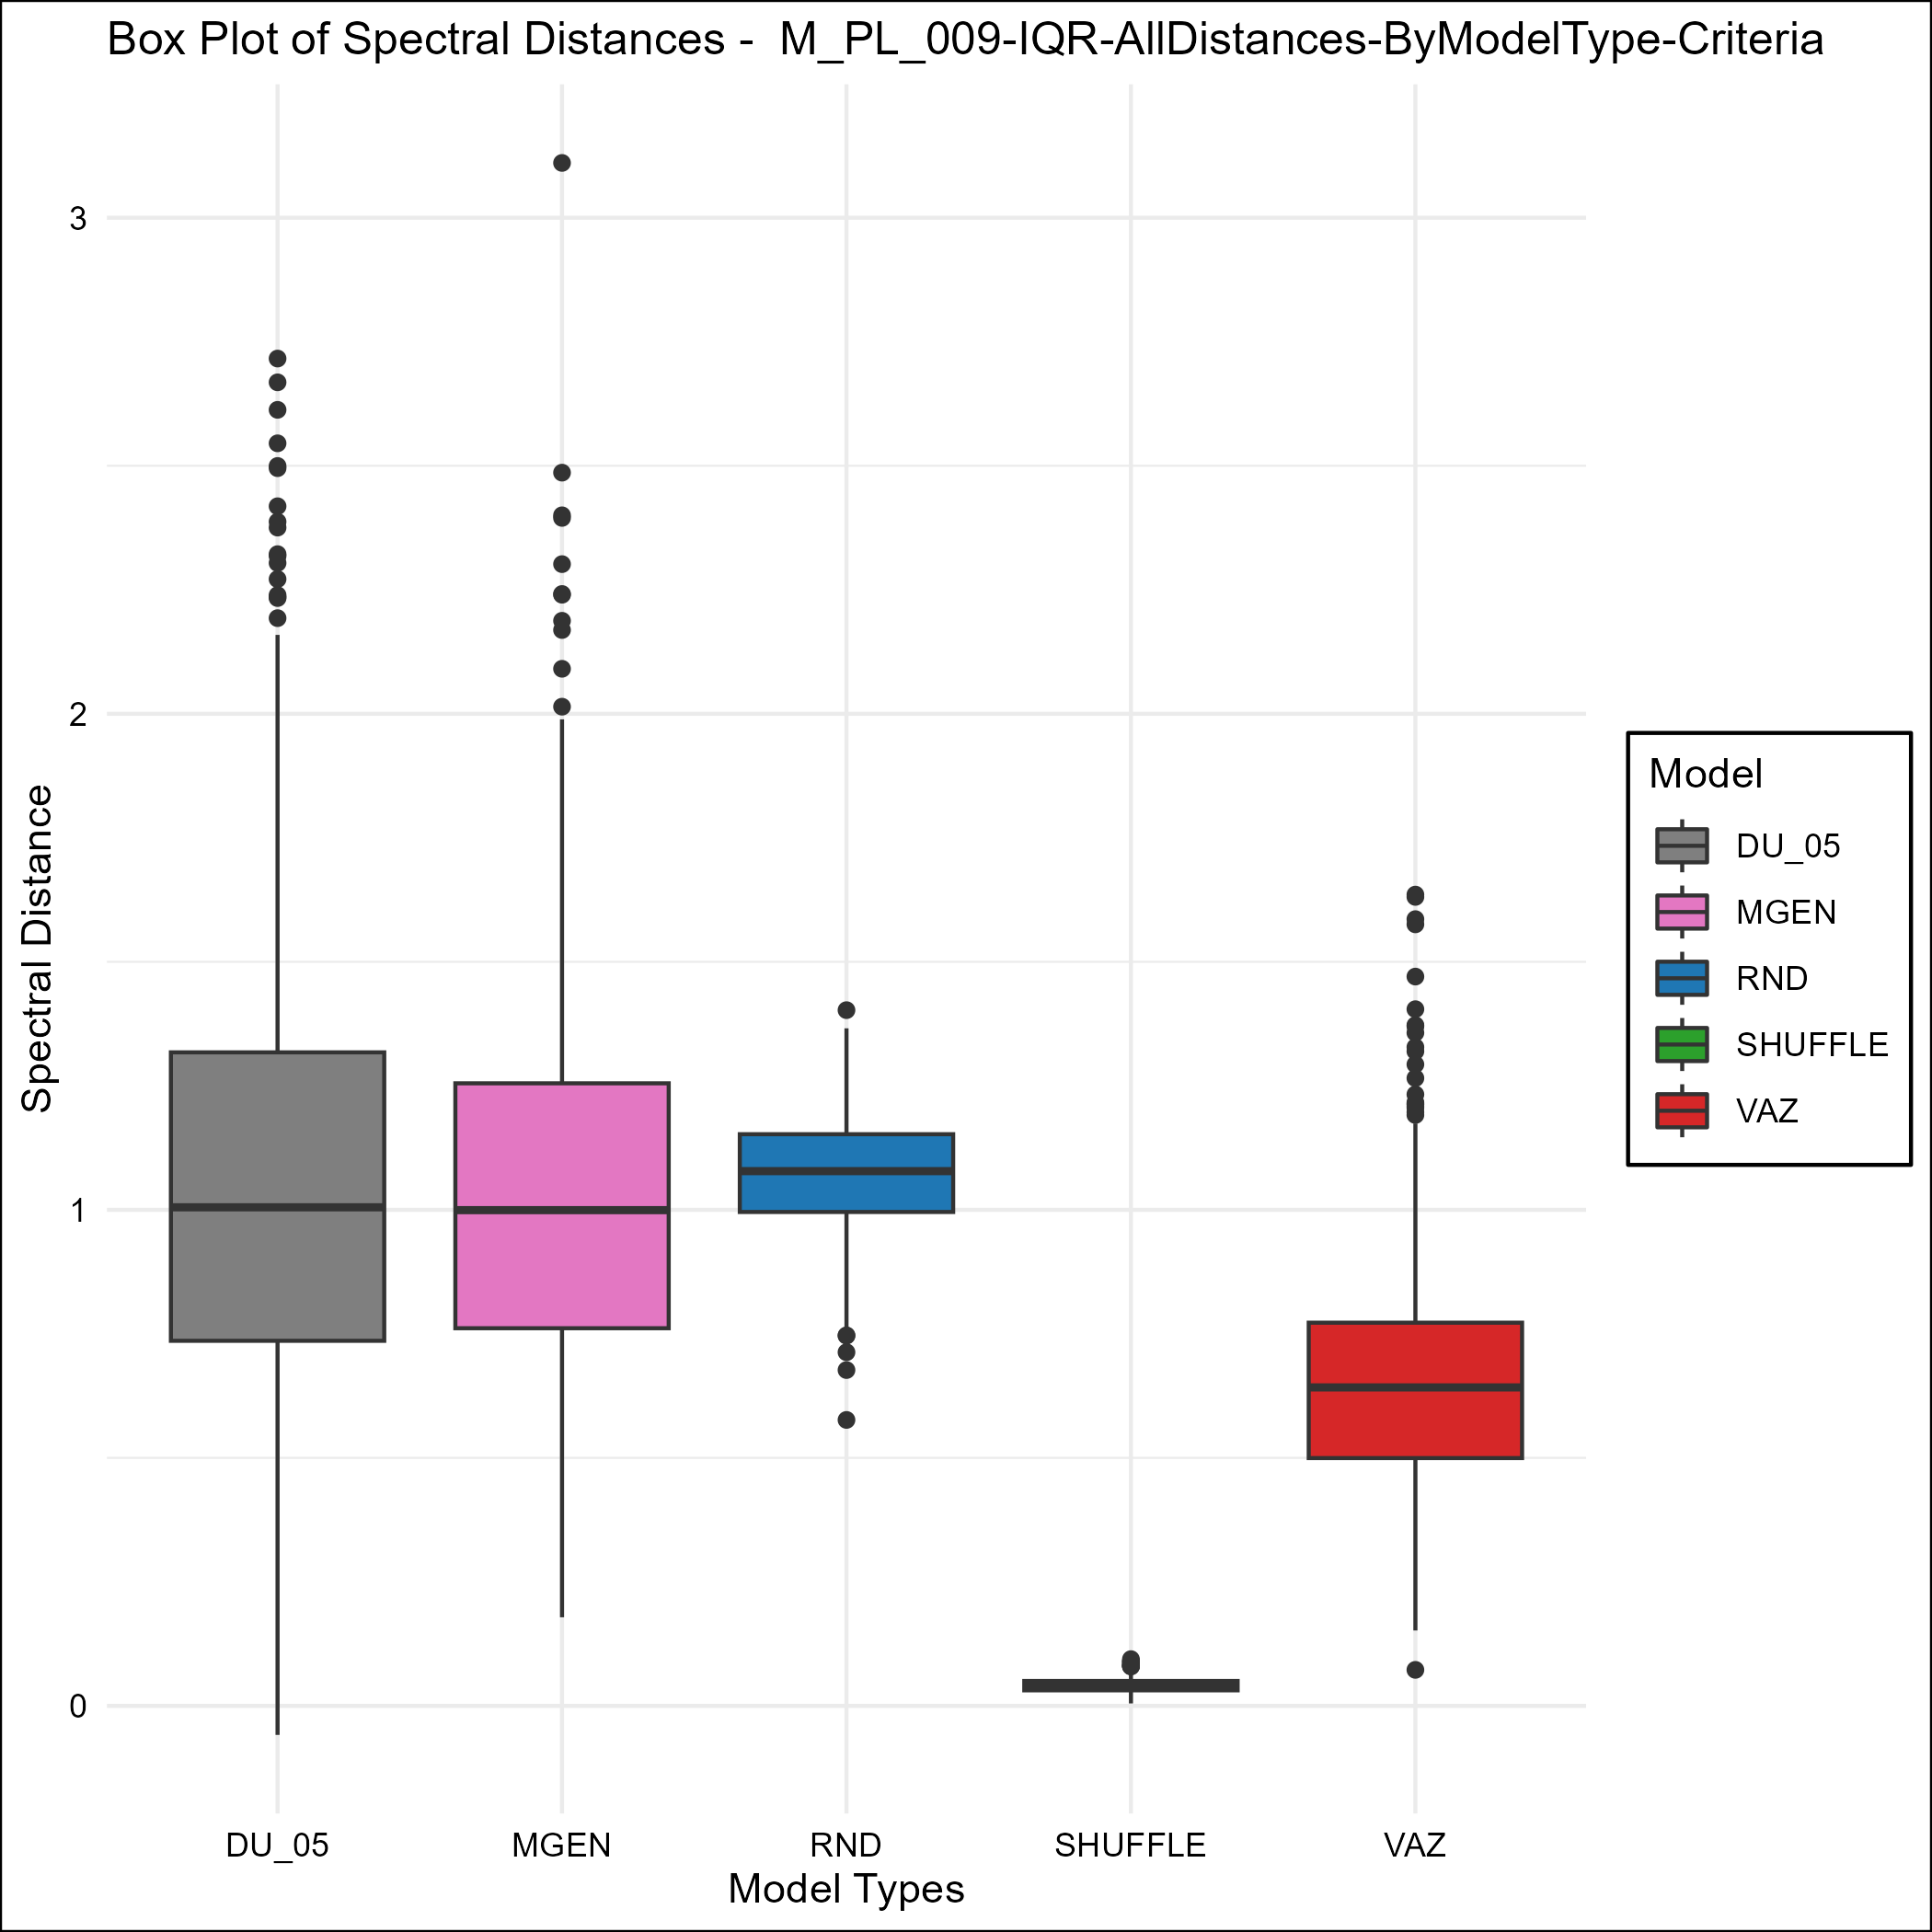 Box Plot of Spectral Distances -  M_PL_009-IQR-AllDistances-ByModelType-Criteria
3
2
1
0
Spectral Distance
DU_05
MGEN
RND
SHUFFLE
VAZ
Model Types
Model
DU_05
MGEN
RND
SHUFFLE
VAZ